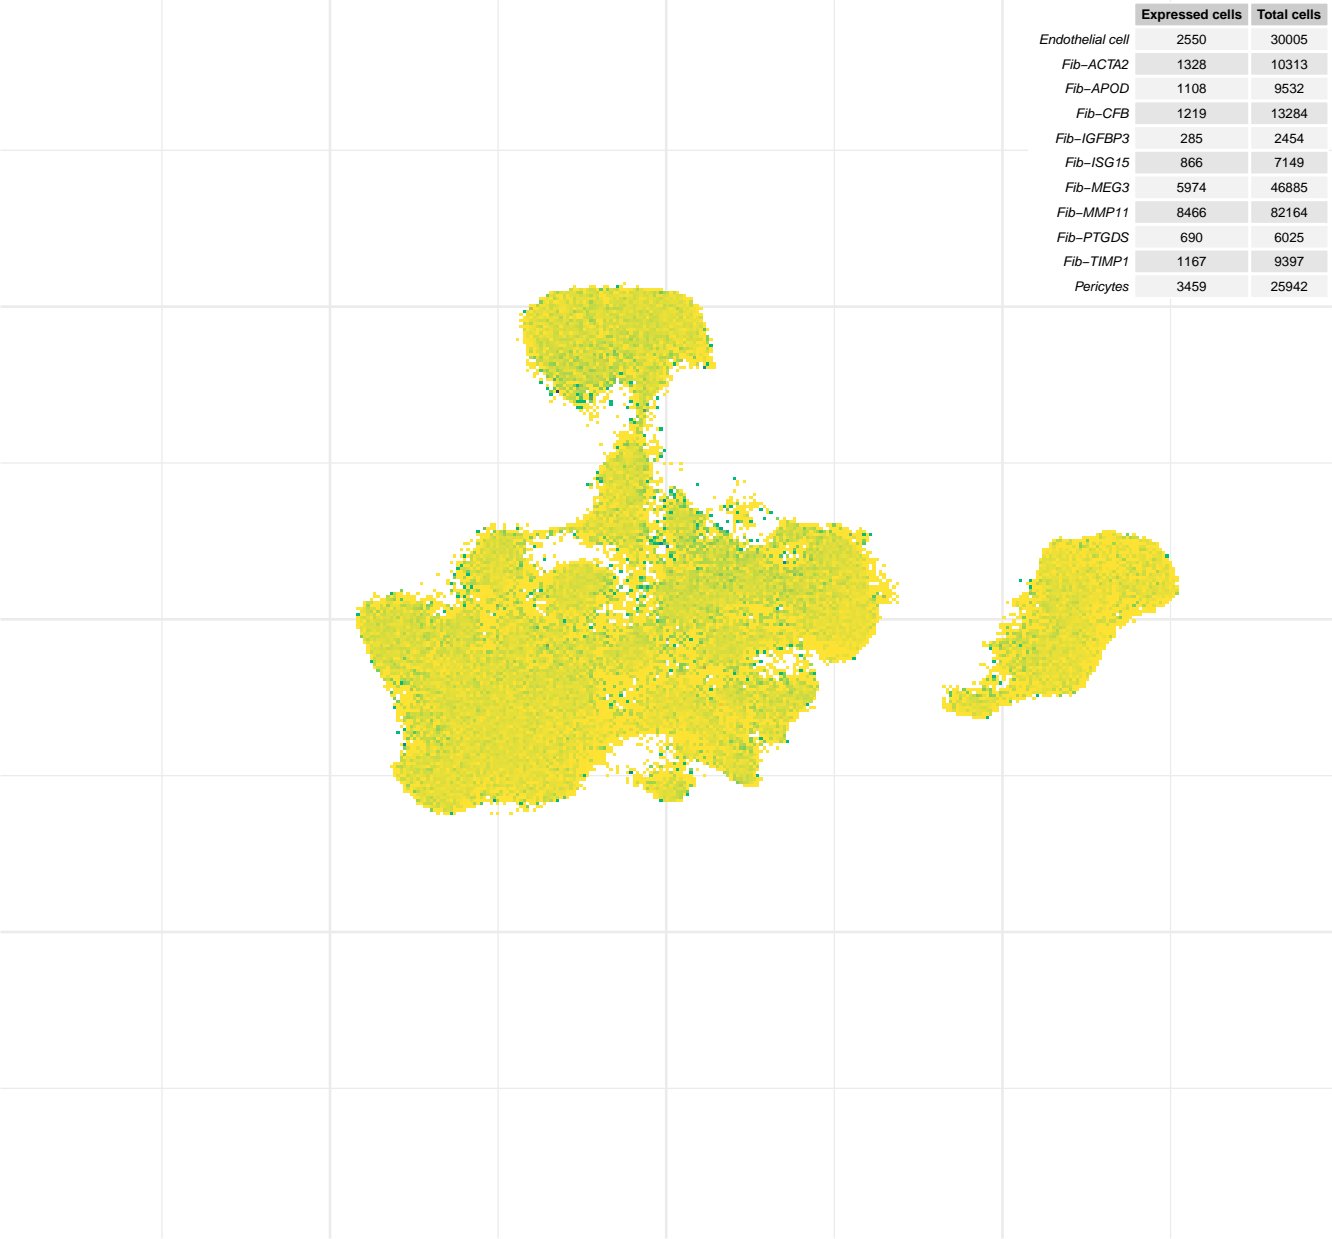 Expressed cells Total cells
Endothelial cell 2550 30005
Fib−ACTA2 1328 10313
Fib−APOD 1108 9532
Fib−CFB 1219 13284
Fib−IGFBP3 285 2454
Fib−ISG15 866 7149
Fib−MEG3 5974 46885
Fib−MMP11 8466 82164
Fib−PTGDS 690 6025
Fib−TIMP1 1167 9397
Pericytes 3459 25942